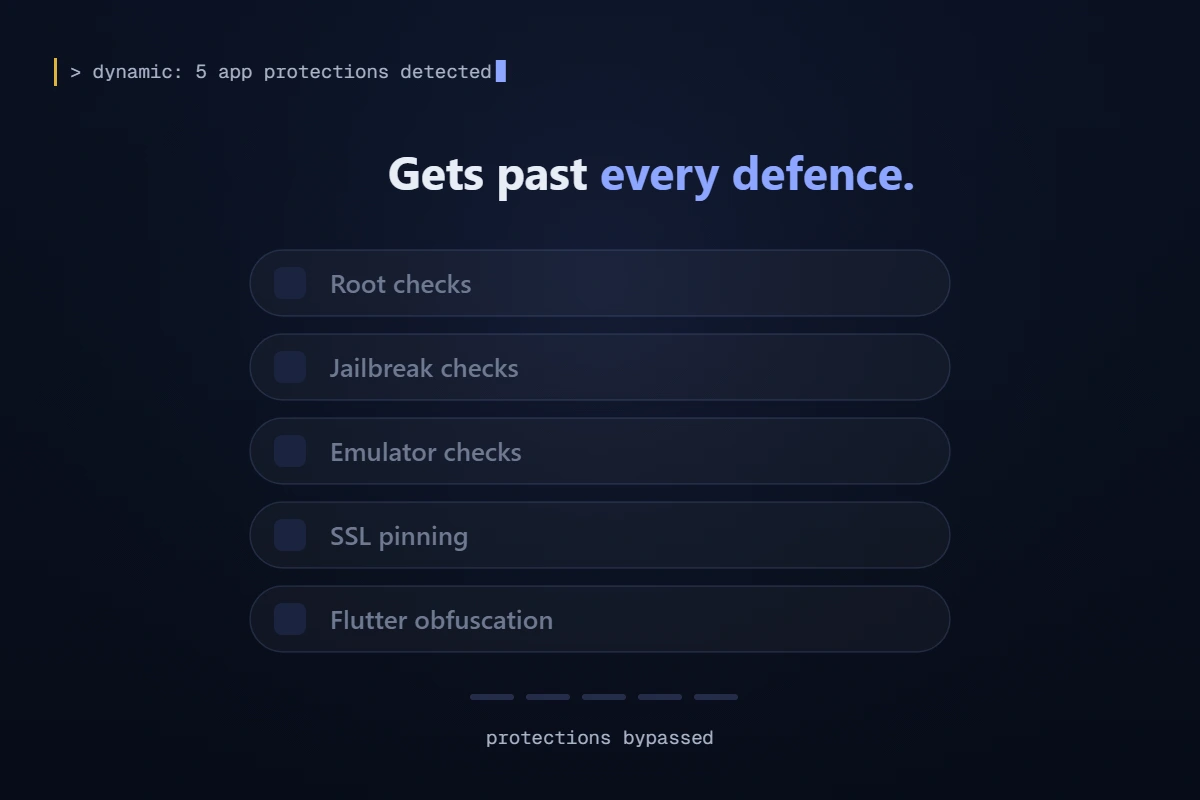 > dynamic: 5 app protections detected
Gets past every defence.
Root checks
Jailbreak checks
Emulator checks
SSL pinning
Flutter obfuscation
protections bypassed